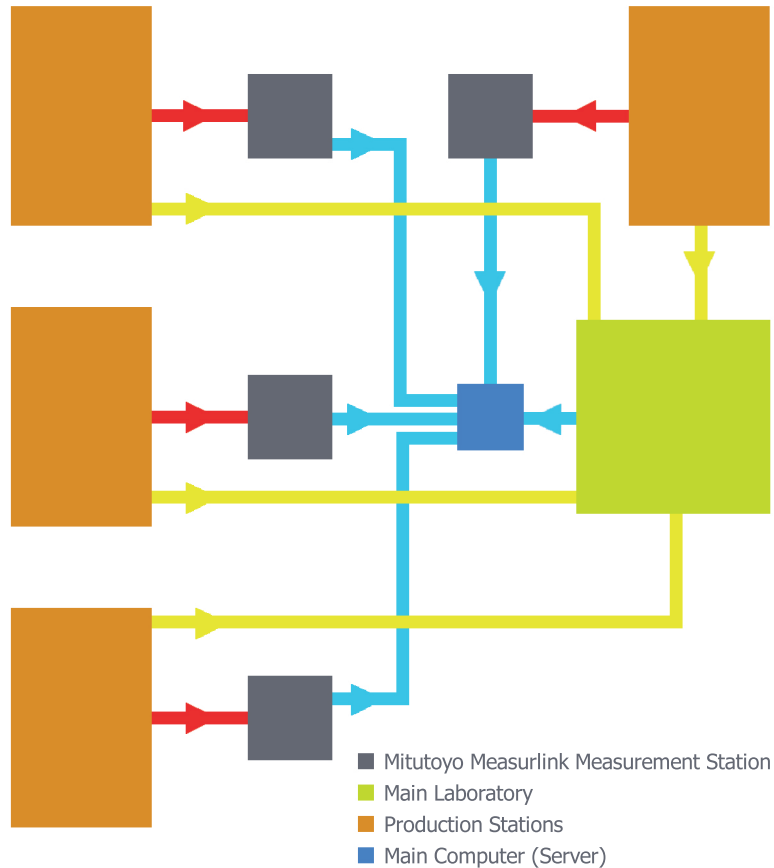 Mitutoyo Measurlink Measurement Station
Main Laboratory
Production Stations
Main Computer (Server)